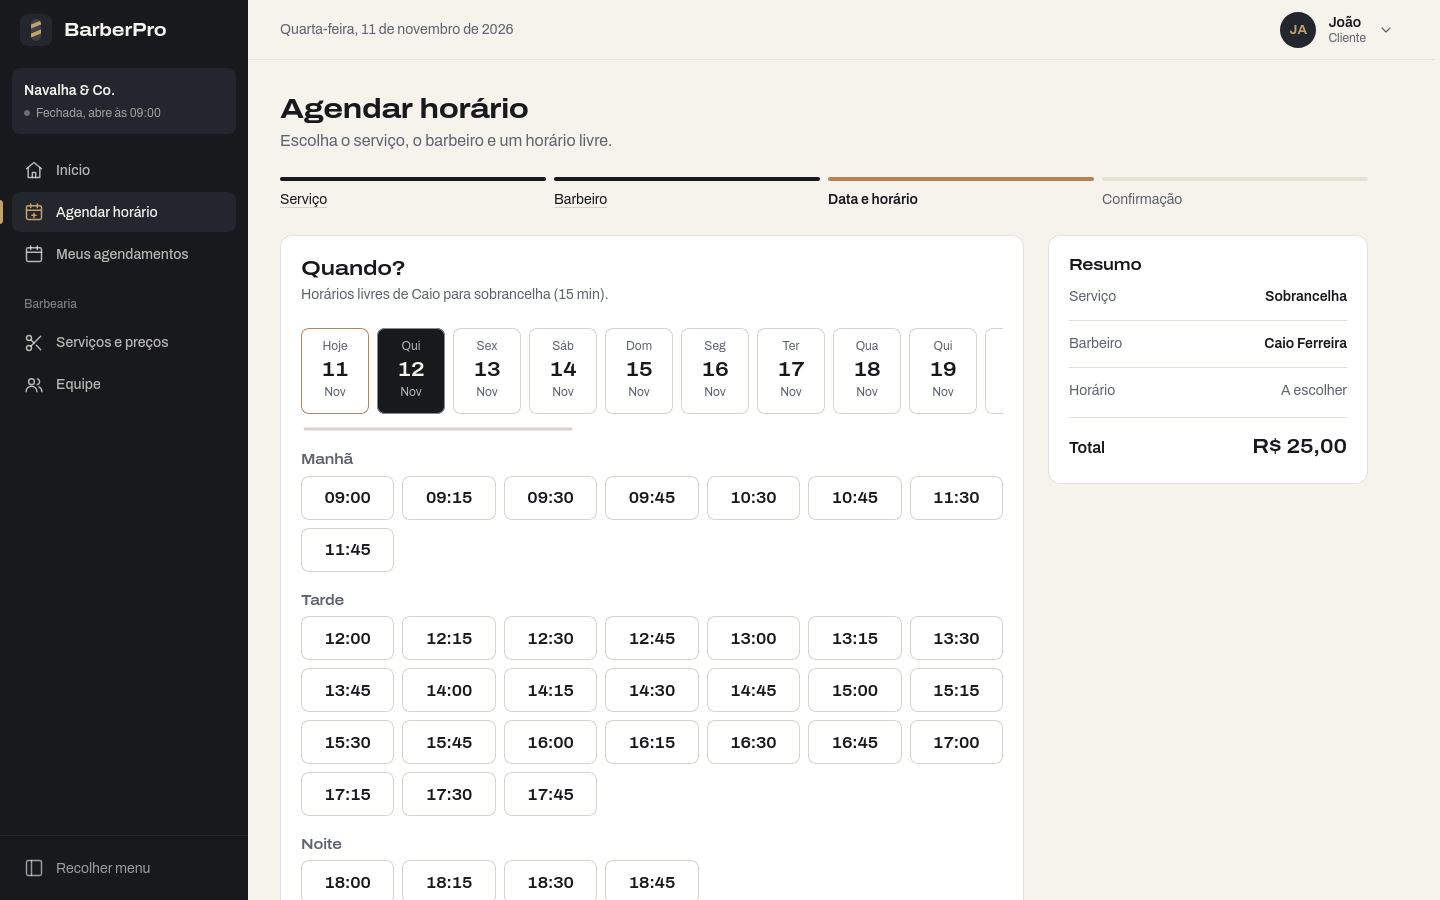 BarberPro
Navalha & Co.
Fechada, abre às 09:00
Início
Agendar horário
Meus agendamentos
Barbearia
Serviços e preços
Equipe
Recolher menu
Quarta-feira, 11 de novembro de 2026
JA
João
Cliente
Agendar horário
Escolha o serviço, o barbeiro e um horário livre.
Serviço
Barbeiro
Data e horário
Confirmação
Quando?
Horários livres de Caio para sobrancelha (15 min).
Hoje 11 Nov
Qui 12 Nov
Sex 13 Nov
Sáb 14 Nov
Dom 15 Nov
Seg 16 Nov
Ter 17 Nov
Qua 18 Nov
Qui 19 Nov
Manhã
09:00 09:15 09:30 09:45 10:30 10:45 11:30
11:45
Tarde
12:00 12:15 12:30 12:45 13:00 13:15 13:30
13:45 14:00 14:15 14:30 14:45 15:00 15:15
15:30 15:45 16:00 16:15 16:30 16:45 17:00
17:15 17:30 17:45
Noite
18:00 18:15 18:30 18:45
Resumo
Serviço Sobrancelha
Barbeiro Caio Ferreira
Horário A escolher
Total R$ 25,00